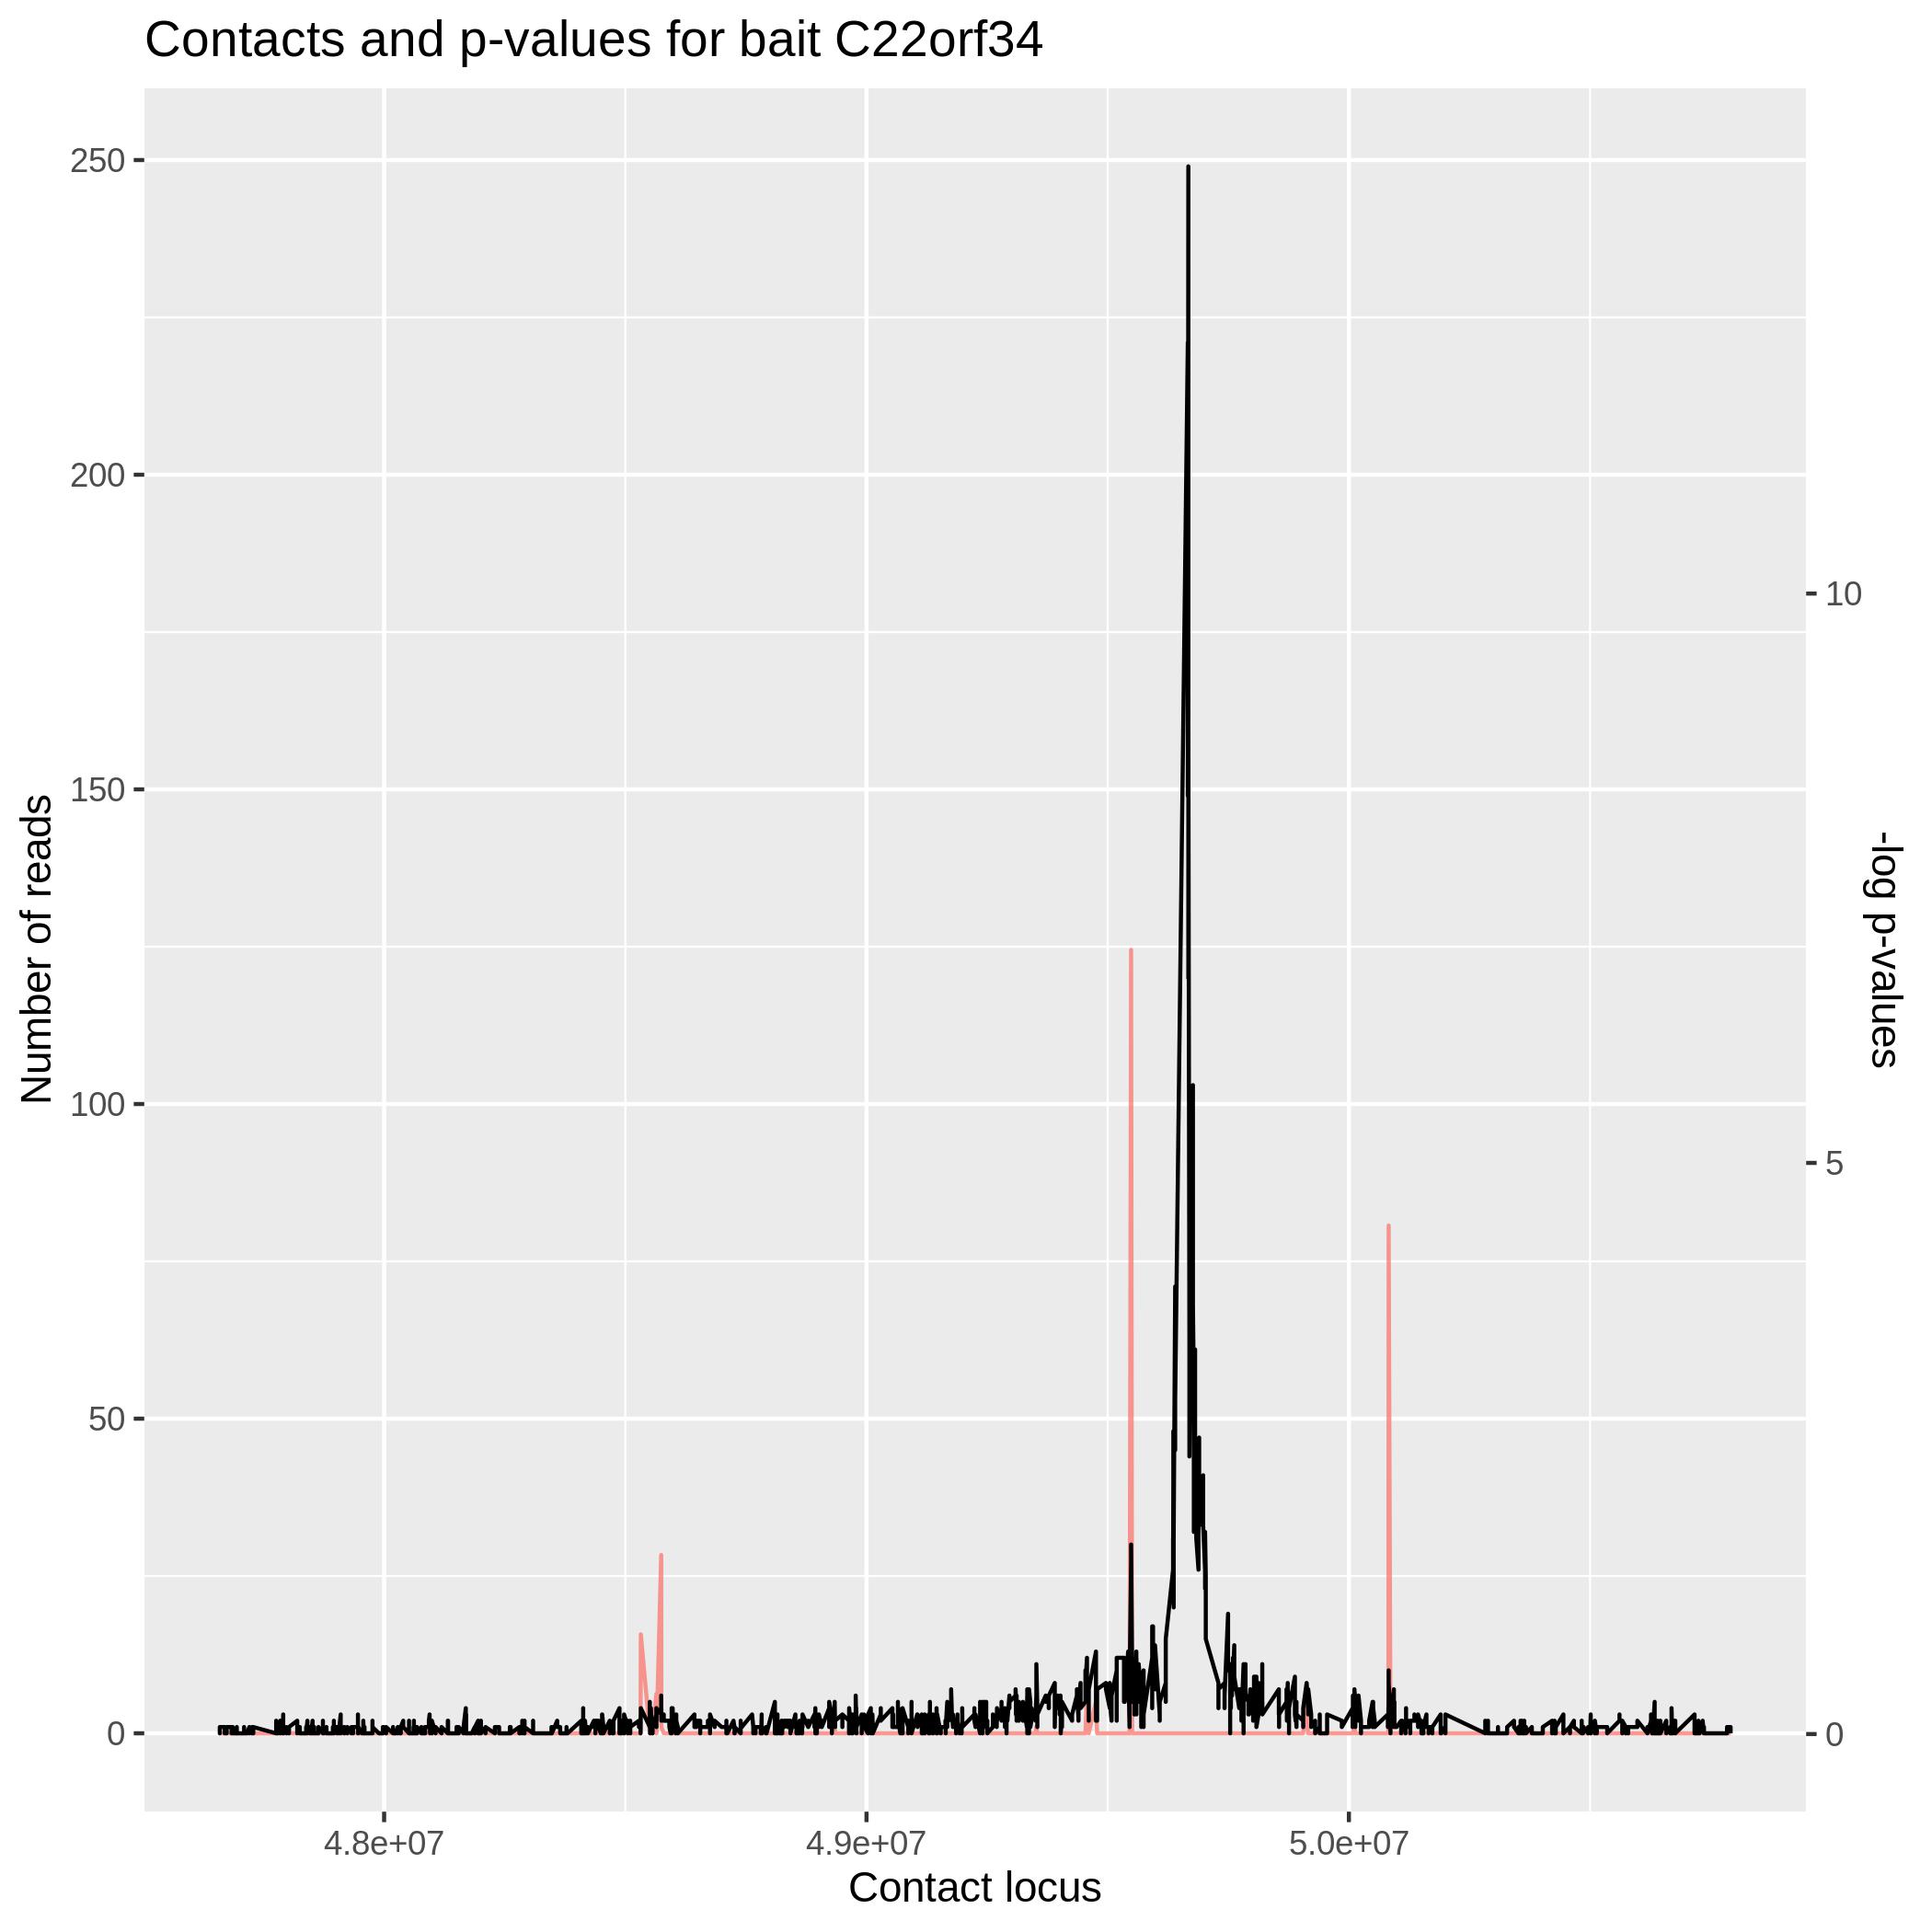 Contacts and p-values for bait C22orf34
250
200
150
100
50
0
Number of reads
10
5
0
-log p-values
4.8e+07
4.9e+07
5.0e+07
Contact locus